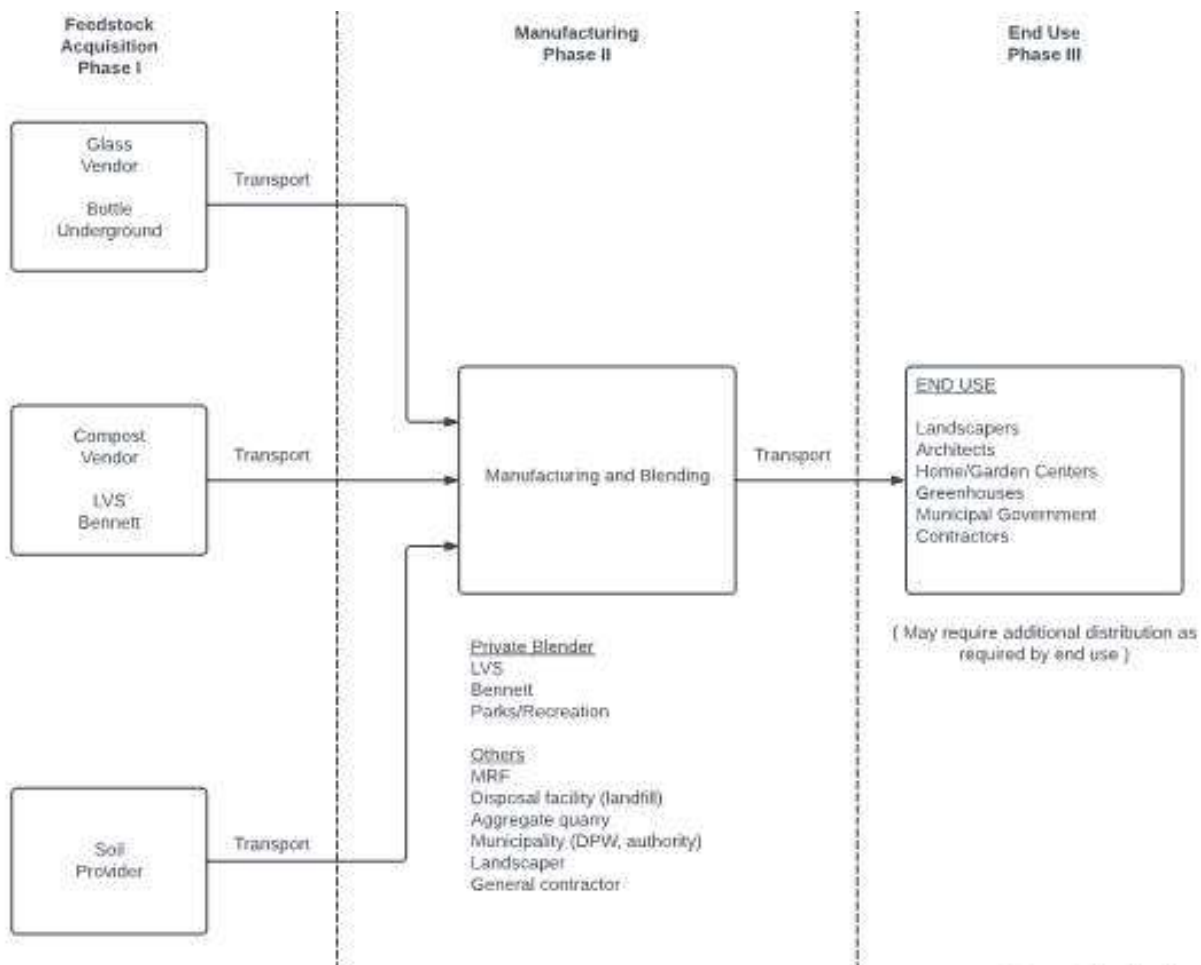 Feedstock
Acquisition
Phase I
Manufacturing
Phase II
End Use
Phase III
Glass
Vendor
Bottle
Underground
Transport
Compost
Vendor
LVS
Bennett
Transport
Soil
Provider
Transport
Manufacturing and Blending
Transport
Private Blender
LVS
Bennett
Parks/Recreation
Others
MRF
Disposal facility (landfill)
Aggregate quarry
Municipality (DPW, authority)
Landscaper
General contractor
END USE
Landscapers
Architects
Home/Garden Centers
Greenhouses
Municipal Government
Contractors
( May require additional distribution as
required by end use )